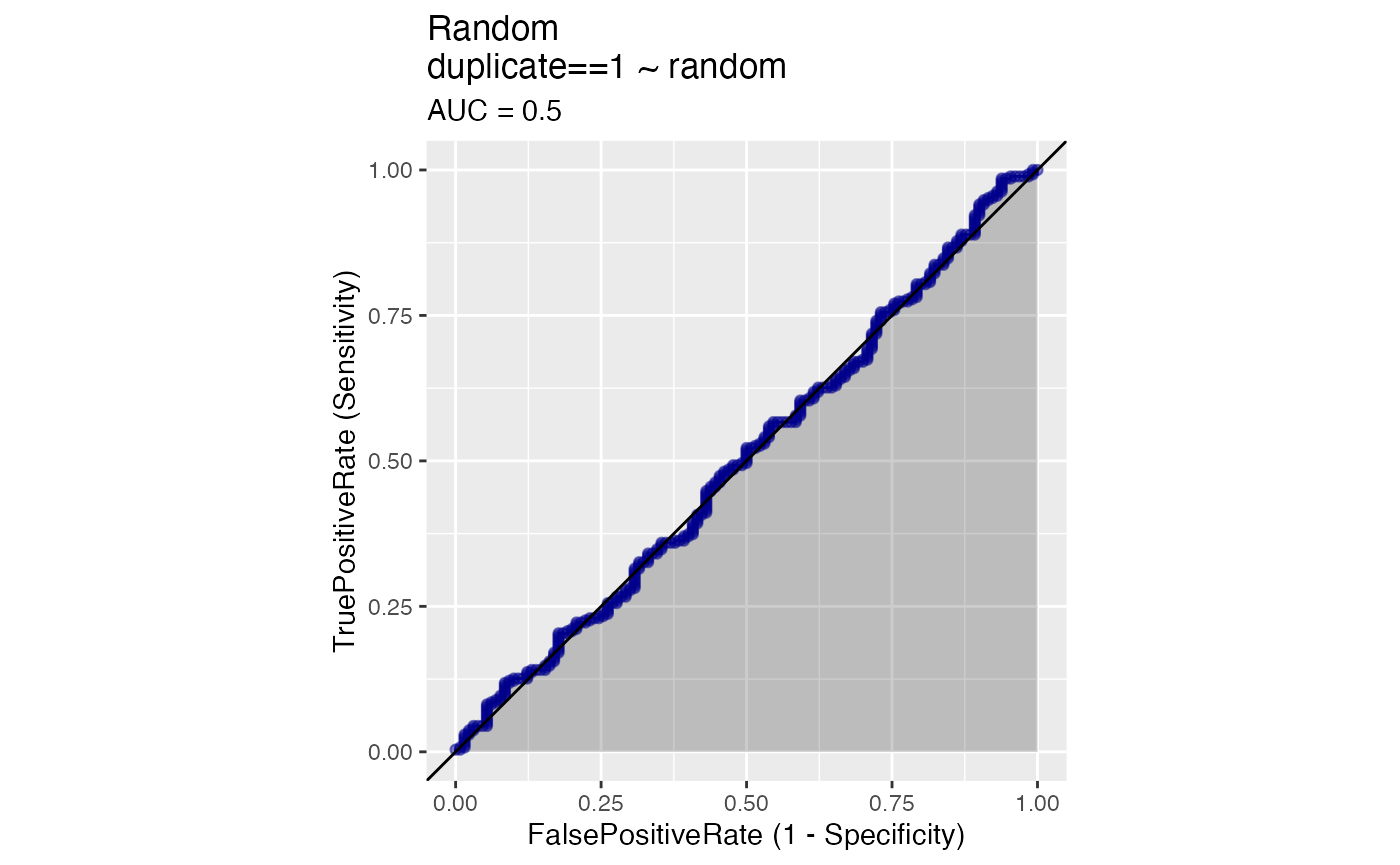 Random
duplicate==1 ~ random
AUC = 0.5
TruePositiveRate (Sensitivity)
1.00
0.75
0.50
0.25
0.00
0.00 0.25 0.50 0.75 1.00
FalsePositiveRate (1 - Specificity)